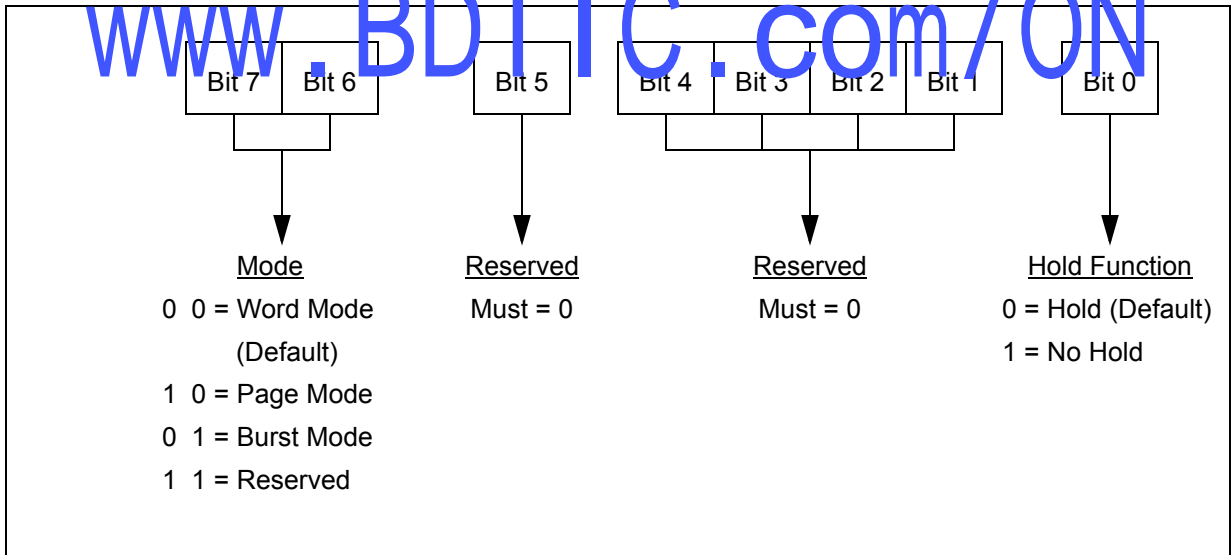 www.BDTIC.com/ON
Bit 7 Bit 6 Bit 5 Bit 4 Bit 3 Bit 2 Bit 1 Bit 0
Mode Reserved Reserved Hold Function
0 0 = Word Mode Must = 0 Must = 0 0 = Hold (Default)
(Default) 1 = No Hold
1 0 = Page Mode
0 1 = Burst Mode
1 1 = Reserved